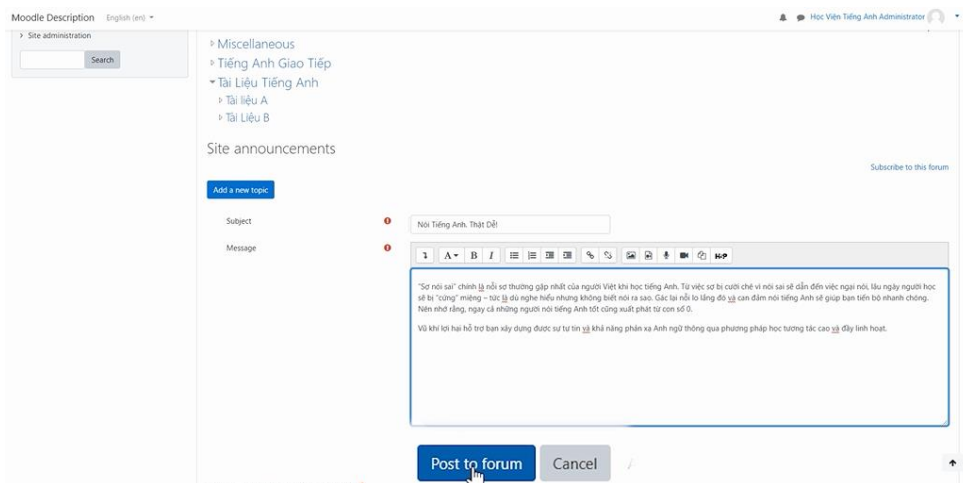 Moodle Description English (en)
Học Viện Tiếng Anh Administrator
Site administration
Search
Miscellaneous
Tiếng Anh Giao Tiếp
Tài Liệu Tiếng Anh
Tài liệu A
Tài Liệu B
Site announcements
Subscribe to this forum
Add a new topic
Subject
Nói Tiếng Anh. Thật Dễ!
Message
A B I H-P
"Sợ nói sai" chính là nỗi sợ thường gặp nhất của người Việt khi học tiếng Anh. Từ việc sợ bị cười chê vì nói sai sẽ dẫn đến việc ngại nói, lâu ngày người học
sẽ bị "cứng" miệng – tức là dù nghe hiểu nhưng không biết nói ra sao. Gác lại nỗi lo lắng đó và can đảm nói tiếng Anh sẽ giúp bạn tiến bộ nhanh chóng.
Nên nhớ rằng, ngay cả những người nói tiếng Anh tốt cũng xuất phát từ con số 0.
Vũ khí lợi hại hỗ trợ bạn xây dựng được sự tự tin và khả năng phản xạ Anh ngữ thông qua phương pháp học tương tác cao và đầy linh hoạt.
Post to forum Cancel